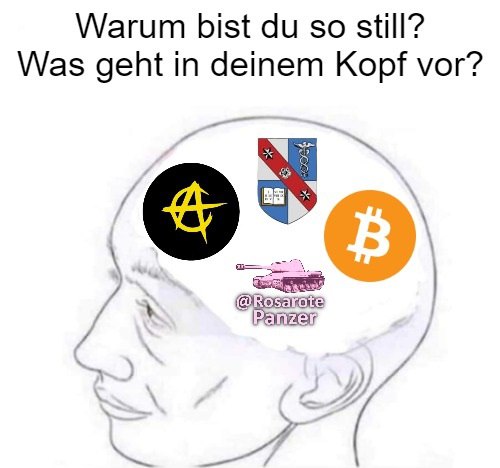 Warum bist du so still?
Was geht in deinem Kopf vor?
@Rosarote
Panzer